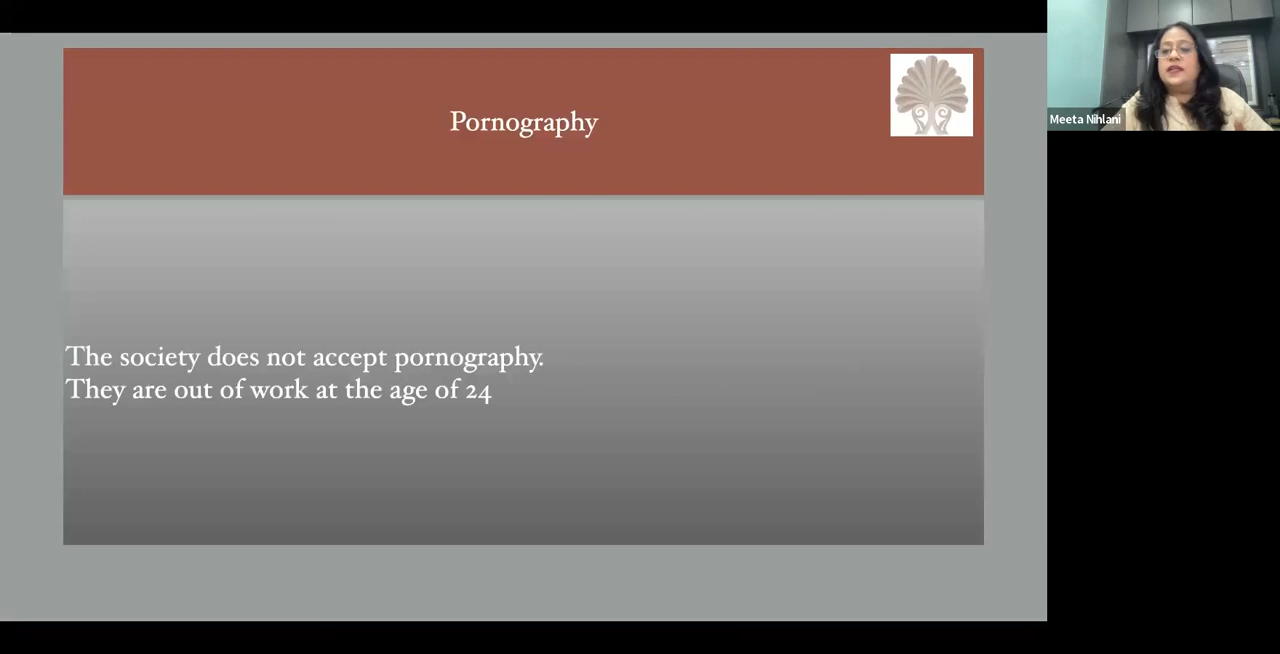 Pornography
Meeta Nihlani
The society does not accept pornography.
They are out of work at the age of 24